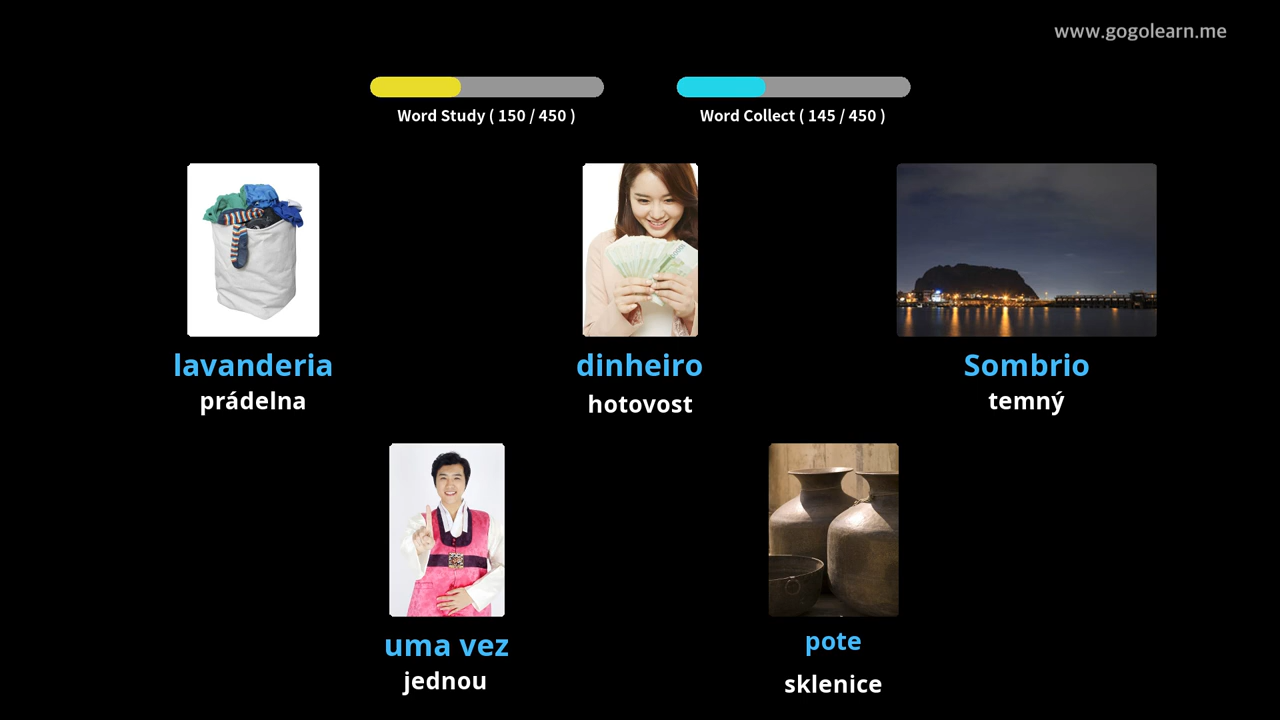 www.gogolearn.me
Word Study ( 150 / 450 )
Word Collect ( 145 / 450 )
lavanderia
prádelna
dinheiro
hotovost
Sombrio
temný
uma vez
jednou
pote
sklenice